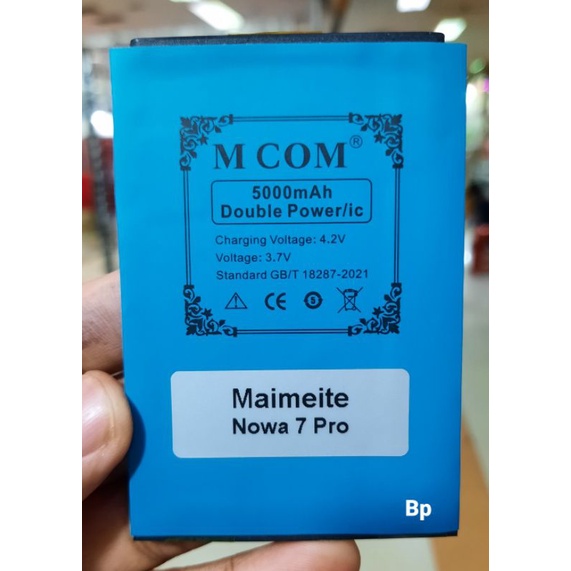 M COM®
5000mAh
Double Power/ic
Charging Voltage: 4.2V
Voltage: 3.7V
Standard GB/T 18287-2021
CE
Maimeite
Nowa 7 Pro
Bp